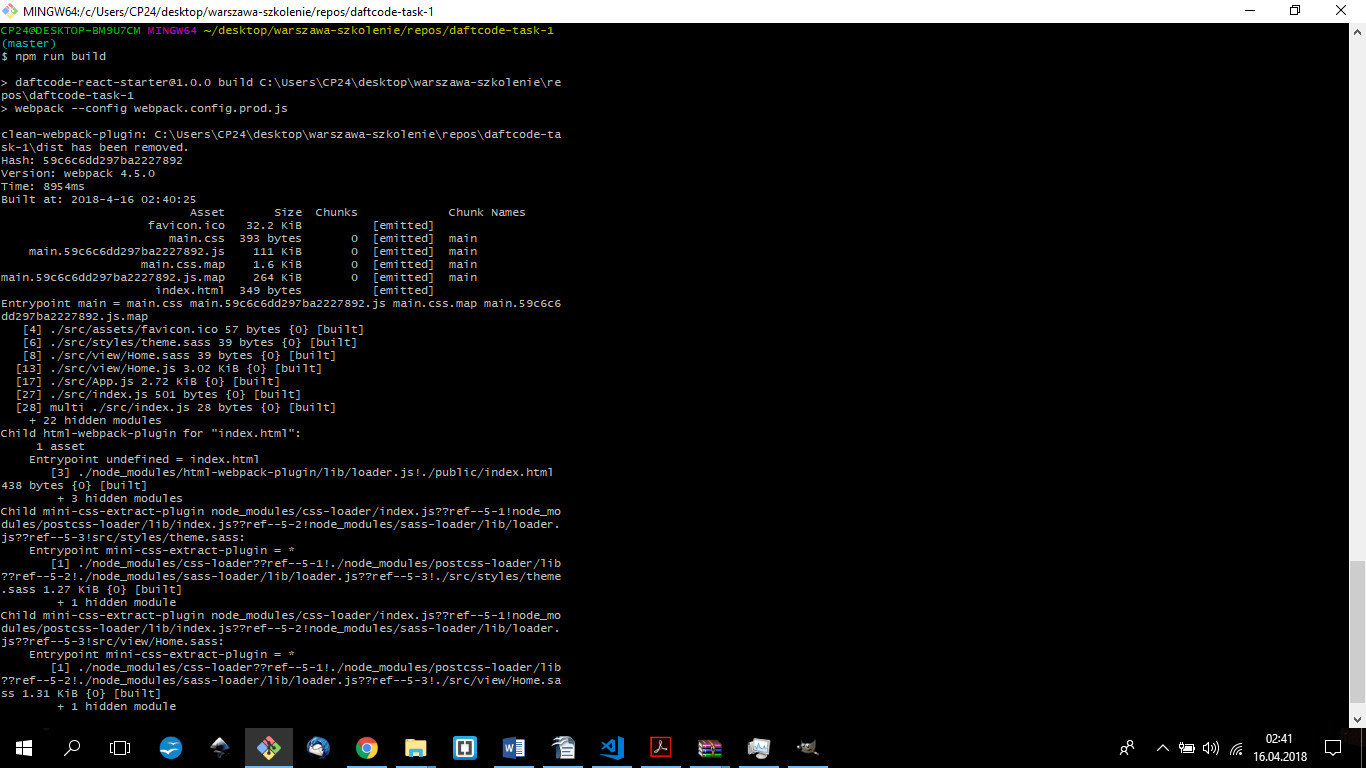 MINGW64:/c/Users/CP24/desktop/warszawa-szkolenie/repos/daftcode-task-1
CP24@DESKTOP-BM9U7CM MINGW64 ~/desktop/warszawa-szkolenie/repos/daftcode-task-1
(master)
$ npm run build
> daftcode-react-starter@1.0.0 build C:\Users\CP24\desktop\warszawa-szkolenie\re
pos\daftcode-task-1
> webpack --config webpack.config.prod.js
clean-webpack-plugin: C:\Users\CP24\desktop\warszawa-szkolenie\repos\daftcode-ta
sk-1\dist has been removed.
Hash: 59c6c6dd297ba2227892
Version: webpack 4.5.0
Time: 8954ms
Built at: 2018-4-16 02:40:25
Asset Size Chunks Chunk Names
favicon.ico 32.2 KiB [emitted]
main.css 393 bytes 0 [emitted] main
main.59c6c6dd297ba2227892.js 111 KiB 0 [emitted] main
main.css.map 1.6 KiB 0 [emitted] main
main.59c6c6dd297ba2227892.js.map 264 KiB 0 [emitted] main
index.html 349 bytes [emitted]
Entrypoint main = main.css main.59c6c6dd297ba2227892.js main.css.map main.59c6c6
dd297ba2227892.js.map
[4] ./src/assets/favicon.ico 57 bytes {0} [built]
[6] ./src/styles/theme.sass 39 bytes {0} [built]
[8] ./src/view/Home.sass 39 bytes {0} [built]
[13] ./src/view/Home.js 3.02 KiB {0} [built]
[17] ./src/App.js 2.72 KiB {0} [built]
[27] ./src/index.js 501 bytes {0} [built]
[28] multi ./src/index.js 28 bytes {0} [built]
+ 22 hidden modules
Child html-webpack-plugin for "index.html":
1 asset
Entrypoint undefined = index.html
[3] ./node_modules/html-webpack-plugin/lib/loader.js!./public/index.html
438 bytes {0} [built]
+ 3 hidden modules
Child mini-css-extract-plugin node_modules/css-loader/index.js??ref--5-1!node_mo
dules/postcss-loader/lib/index.js??ref--5-2!node_modules/sass-loader/lib/loader.
js??ref--5-3!src/styles/theme.sass:
Entrypoint mini-css-extract-plugin = *
[1] ./node_modules/css-loader??ref--5-1!./node_modules/postcss-loader/lib
??ref--5-2!./node_modules/sass-loader/lib/loader.js??ref--5-3!./src/styles/theme
.sass 1.27 KiB {0} [built]
+ 1 hidden module
Child mini-css-extract-plugin node_modules/css-loader/index.js??ref--5-1!node_mo
dules/postcss-loader/lib/index.js??ref--5-2!node_modules/sass-loader/lib/loader.
js??ref--5-3!src/view/Home.sass:
Entrypoint mini-css-extract-plugin = *
[1] ./node_modules/css-loader??ref--5-1!./node_modules/postcss-loader/lib
??ref--5-2!./node_modules/sass-loader/lib/loader.js??ref--5-3!./src/view/Home.sa
ss 1.31 KiB {0} [built]
+ 1 hidden module
02:41
16.04.2018